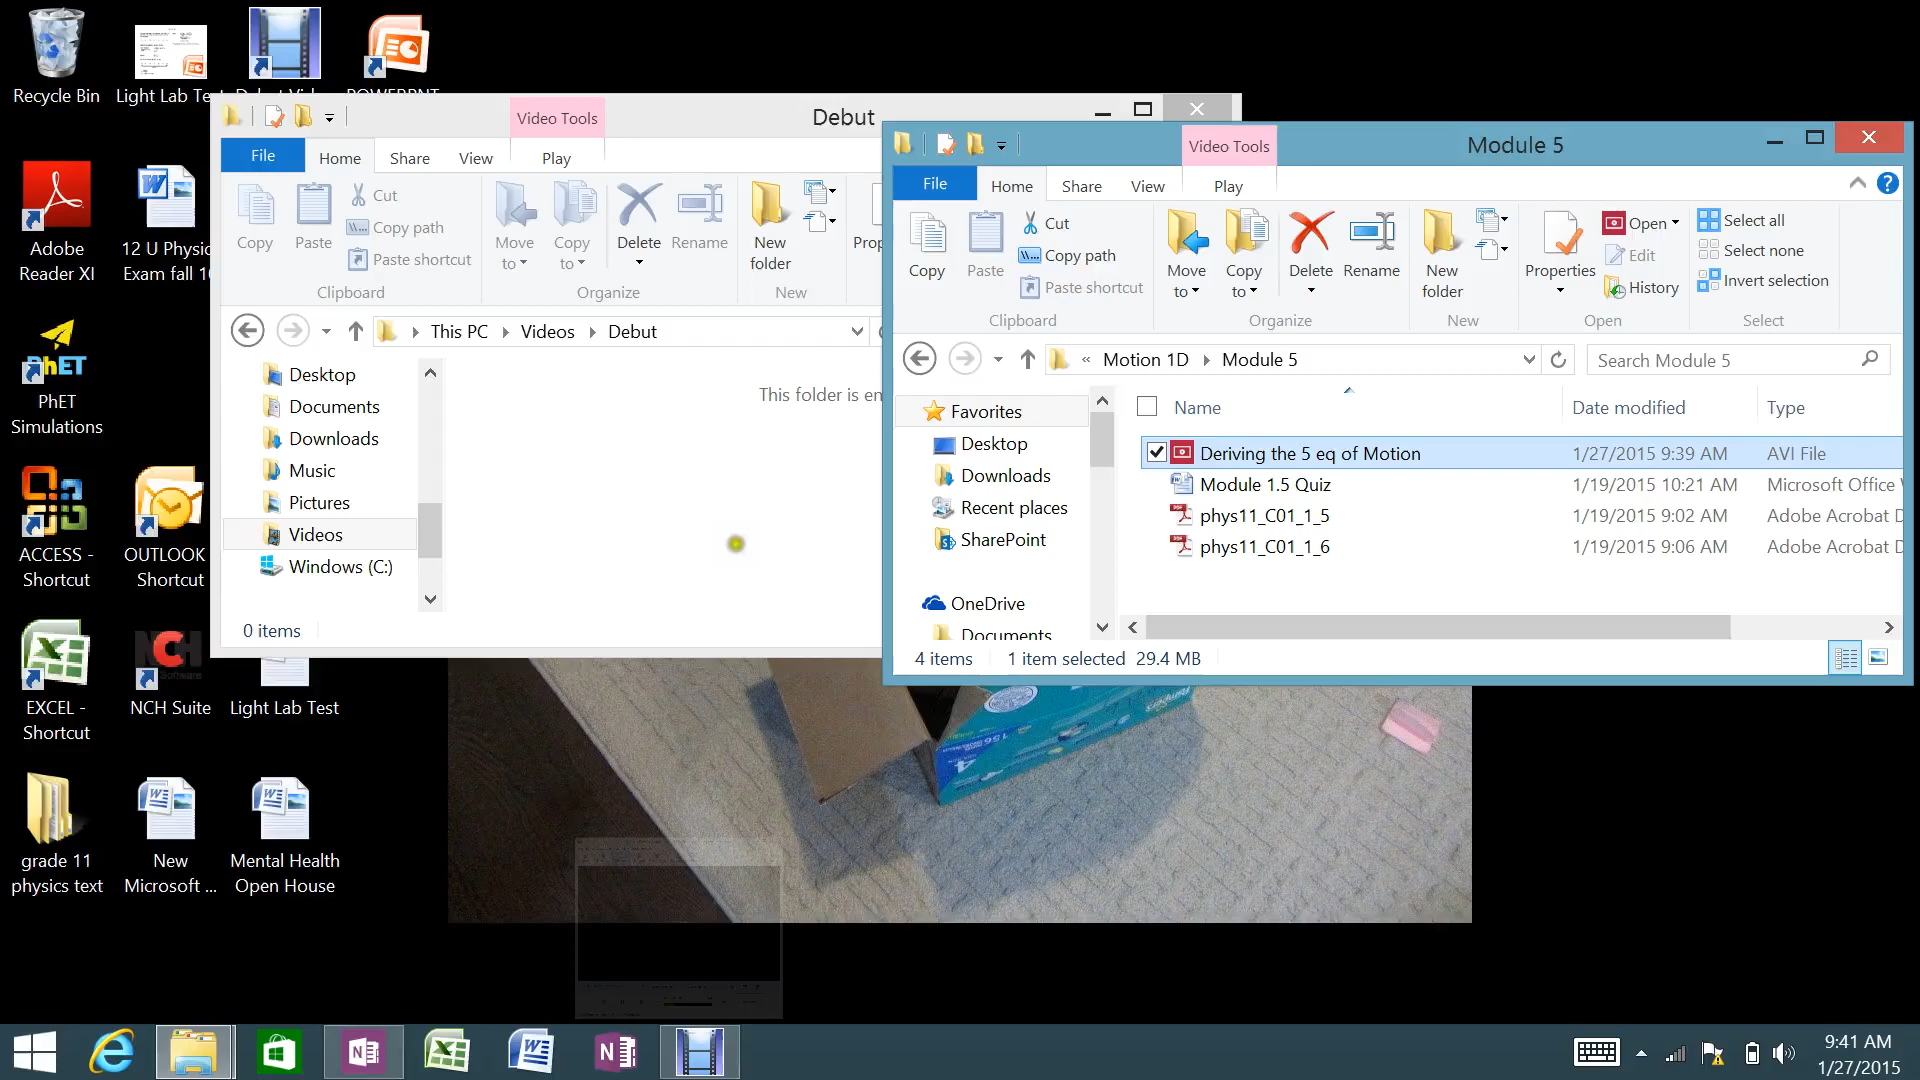 Recycle Bin
Light Lab Te
POWERPNT
Adobe
Reader XI
12 U Physic
Exam fall 1
PhET
PhET
Simulations
ACCESS -
Shortcut
OUTLOOK
Shortcut
EXCEL -
Shortcut
NCH
Software
NCH Suite
Light Lab Test
grade 11
physics text
New
Microsoft ...
Mental Health
Open House
Video Tools
Debut
File
Home
Share
View
Play
Copy
Paste
Cut
Copy path
Paste shortcut
Move
to
Copy
to
Delete
Rename
New
folder
Prop
Clipboard
Organize
New
This PC
Videos
Debut
Desktop
Documents
Downloads
Music
Pictures
Videos
Windows (C:)
This folder is en
0 items
Video Tools
Module 5
File
Home
Share
View
Play
Copy
Paste
Cut
Copy path
Paste shortcut
Move
to
Copy
to
Delete
Rename
New
folder
Properties
Open
Edit
History
Select all
Select none
Invert selection
Clipboard
Organize
New
Open
Select
« Motion 1D
Module 5
Search Module 5
Favorites
Desktop
Downloads
Recent places
SharePoint
OneDrive
Documents
Name
Date modified
Type
Deriving the 5 eq of Motion 1/27/2015 9:39 AM AVI File
Module 1.5 Quiz 1/19/2015 10:21 AM Microsoft Office
phys11_C01_1_5 1/19/2015 9:02 AM Adobe Acrobat D
phys11_C01_1_6 1/19/2015 9:06 AM Adobe Acrobat D
4 items
1 item selected 29.4 MB
9:41 AM
1/27/2015